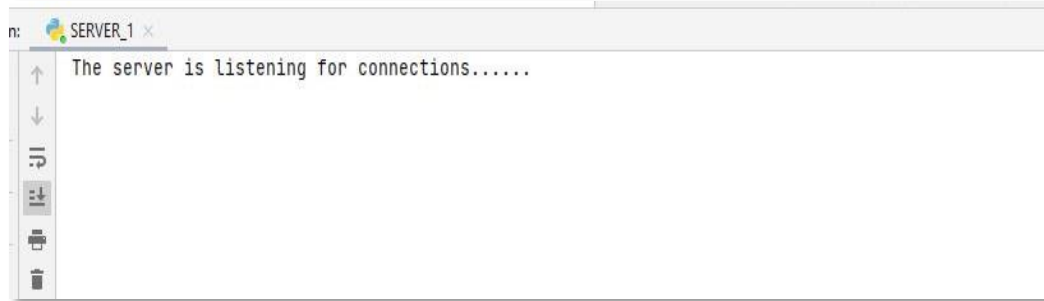 n: SERVER_1
The server is listening for connections......